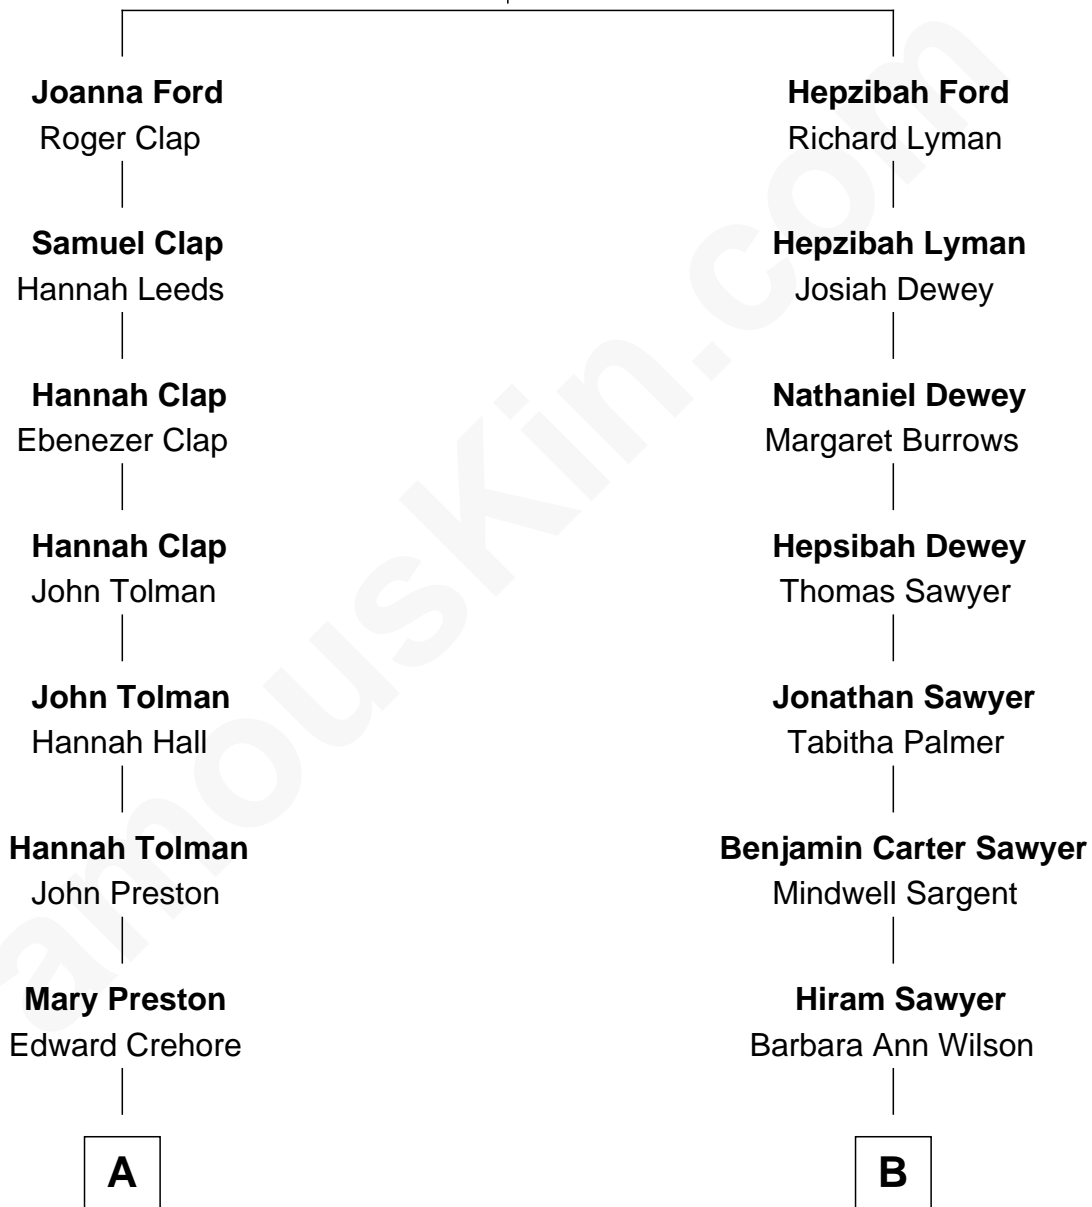 Joanna Ford
Roger Clap
Samuel Clap
Hannah Leeds
Hannah Clap
Ebenezer Clap
Hannah Clap
John Tolman
John Tolman
Hannah Hall
Hannah Tolman
John Preston
Mary Preston
Edward Crehore
A
Hepzibah Ford
Richard Lyman
Hepzibah Lyman
Josiah Dewey
Nathaniel Dewey
Margaret Burrows
Hepsibah Dewey
Thomas Sawyer
Jonathan Sawyer
Tabitha Palmer
Benjamin Carter Sawyer
Mindwell Sargent
Hiram Sawyer
Barbara Ann Wilson
B
amousKin.com